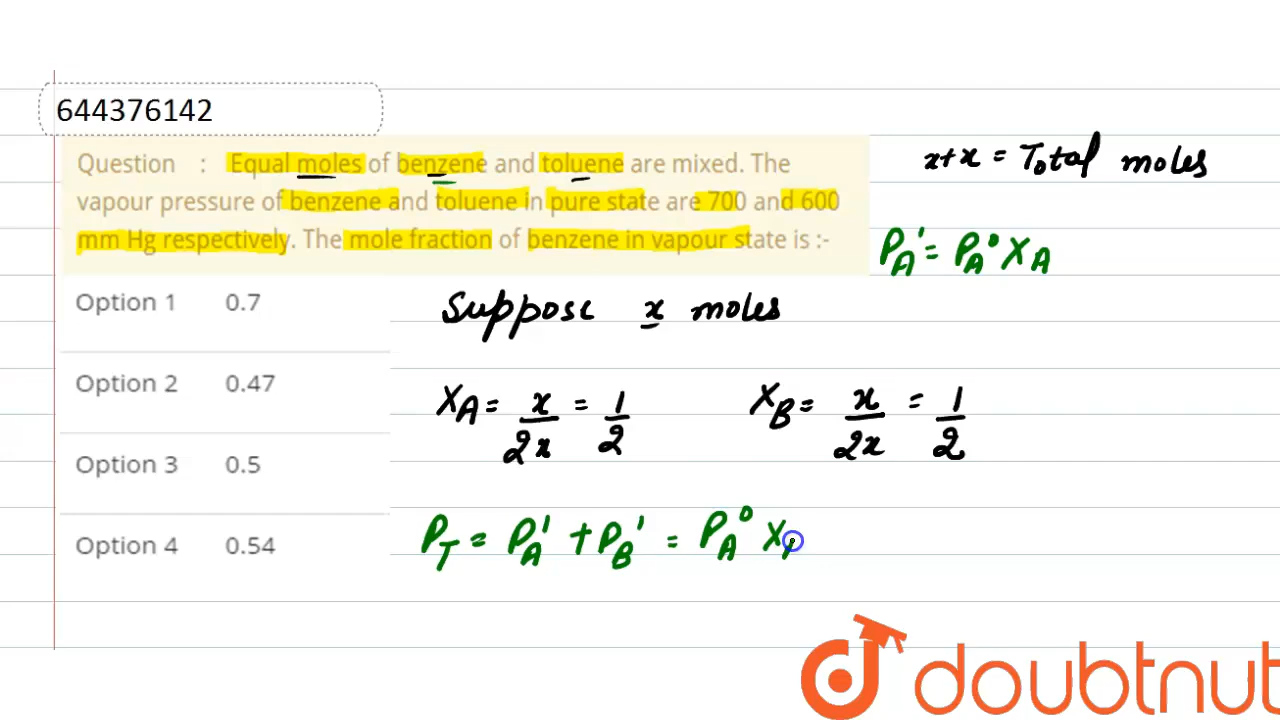 644376142
Question : Equal moles of benzene and toluene are mixed. The
vapour pressure of benzene and toluene in pure state are 700 and 600
mm Hg respectively. The mole fraction of benzene in vapour state is :-
x+x = Total moles
P_A' = P_A° X_A
Option 1 0.7
Suppose x moles
Option 2 0.47
X_A = x/2x = 1/2 X_B = x/2x = 1/2
Option 3 0.5
Option 4 0.54
P_T = P_A' + P_B' = P_A° X
doubtnut